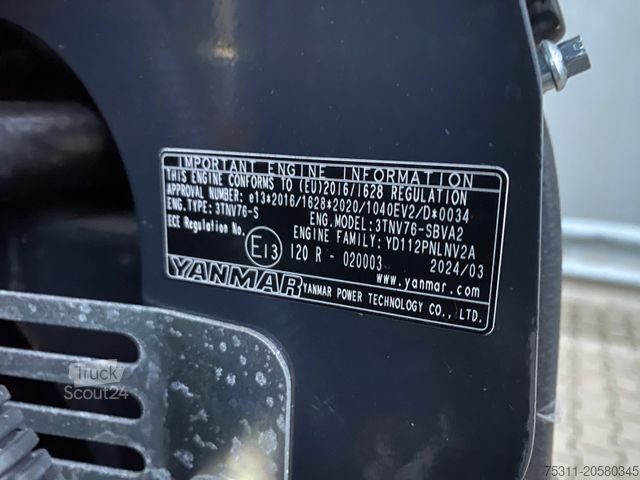 IMPORTANT ENGINE INFORMATION
THIS ENGINE CONFORMS TO (EU)2016/1628 REGULATION
APPROVAL NUMBER: e13*2016/1628*2020/1040EV2/D*0034
ENG.TYPE:3TNV76-S ENG.MODEL:3TNV76-SBVA2
ECE Regulation No. ENGINE FAMILY: YD112PNLNV2A
E13 120 R - 020003 2024/03
YANMAR www.yanmar.com
YANMAR POWER TECHNOLOGY CO., LTD.
Truck
Scout24
75311-20580345